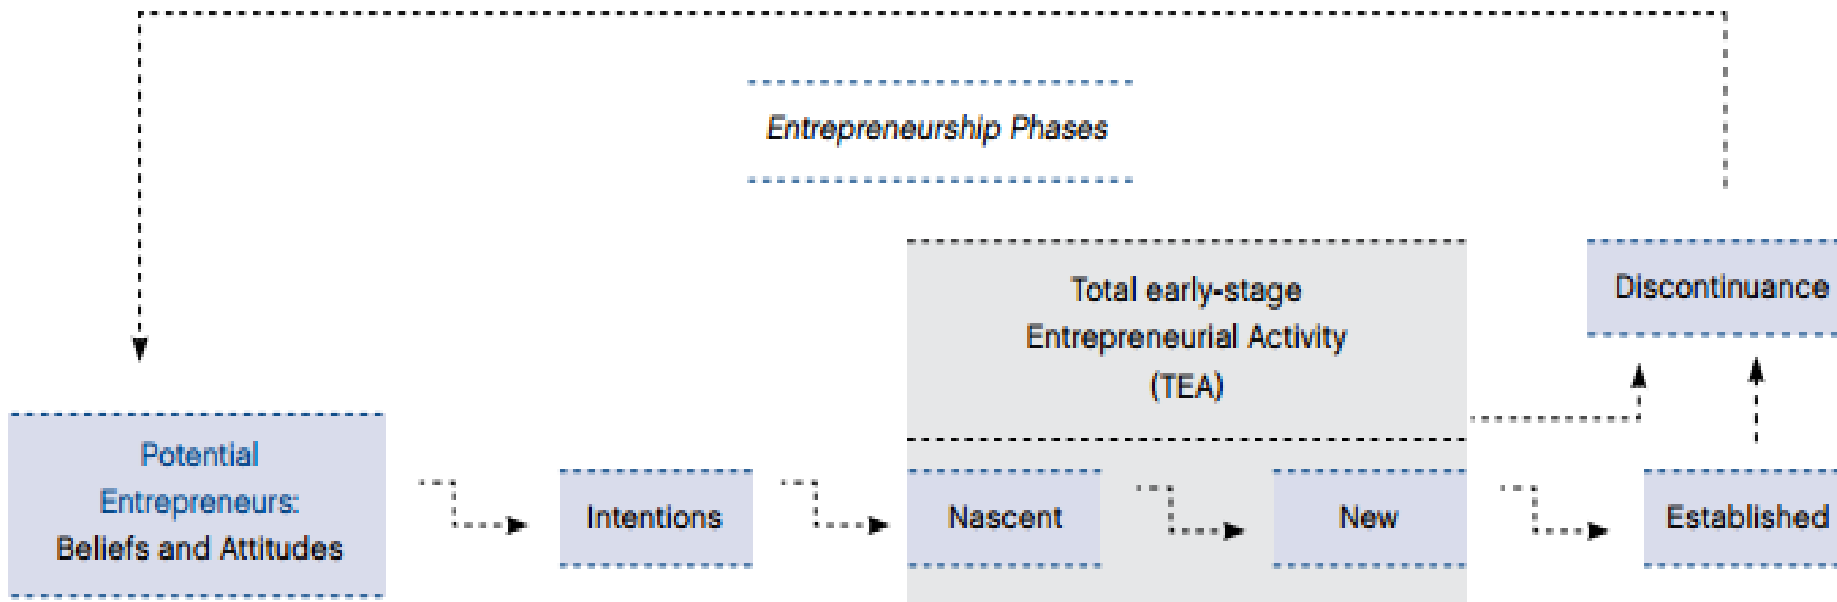 Entrepreneurship Phases
Total early-stage
Entrepreneurial Activity
(TEA)
Discontinuance
Potential
Entrepreneurs:
Beliefs and Attitudes
Intentions
Nascent
New
Established